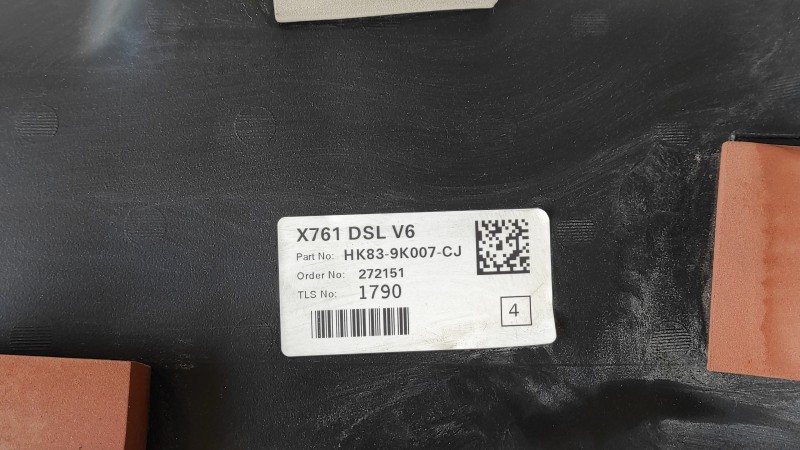 X761 DSL V6
Part No: HK83-9K007-CJ
Order No: 272151
TLS No: 1790
4